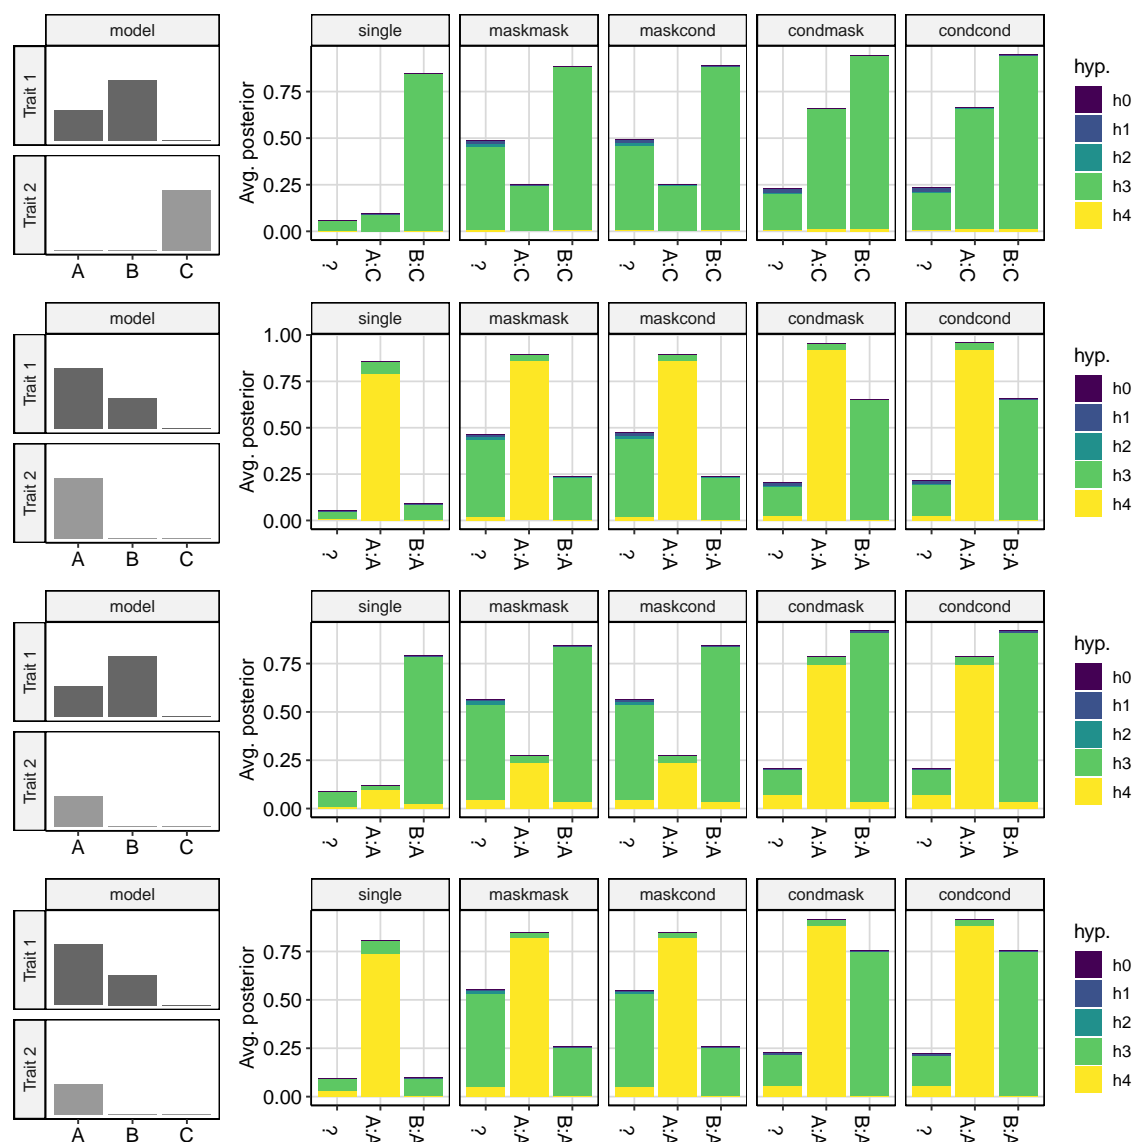 model single maskmask maskcond condmask condcond
Trait 1
Trait 2
Avg. posterior
0.75
0.50
0.25
0.00
A B C
? A:C B:C ? A:C B:C ? A:C B:C ? A:C B:C ? A:C B:C
hyp.
h0
h1
h2
h3
h4
model single maskmask maskcond condmask condcond
Trait 1
Trait 2
Avg. posterior
1.00
0.75
0.50
0.25
0.00
A B C
? A:A B:A ? A:A B:A ? A:A B:A ? A:A B:A ? A:A B:A
hyp.
h0
h1
h2
h3
h4
model single maskmask maskcond condmask condcond
Trait 1
Trait 2
Avg. posterior
0.75
0.50
0.25
0.00
A B C
? A:A B:A ? A:A B:A ? A:A B:A ? A:A B:A ? A:A B:A
hyp.
h0
h1
h2
h3
h4
model single maskmask maskcond condmask condcond
Trait 1
Trait 2
Avg. posterior
0.75
0.50
0.25
0.00
A B C
? A:A B:A ? A:A B:A ? A:A B:A ? A:A B:A ? A:A B:A
hyp.
h0
h1
h2
h3
h4